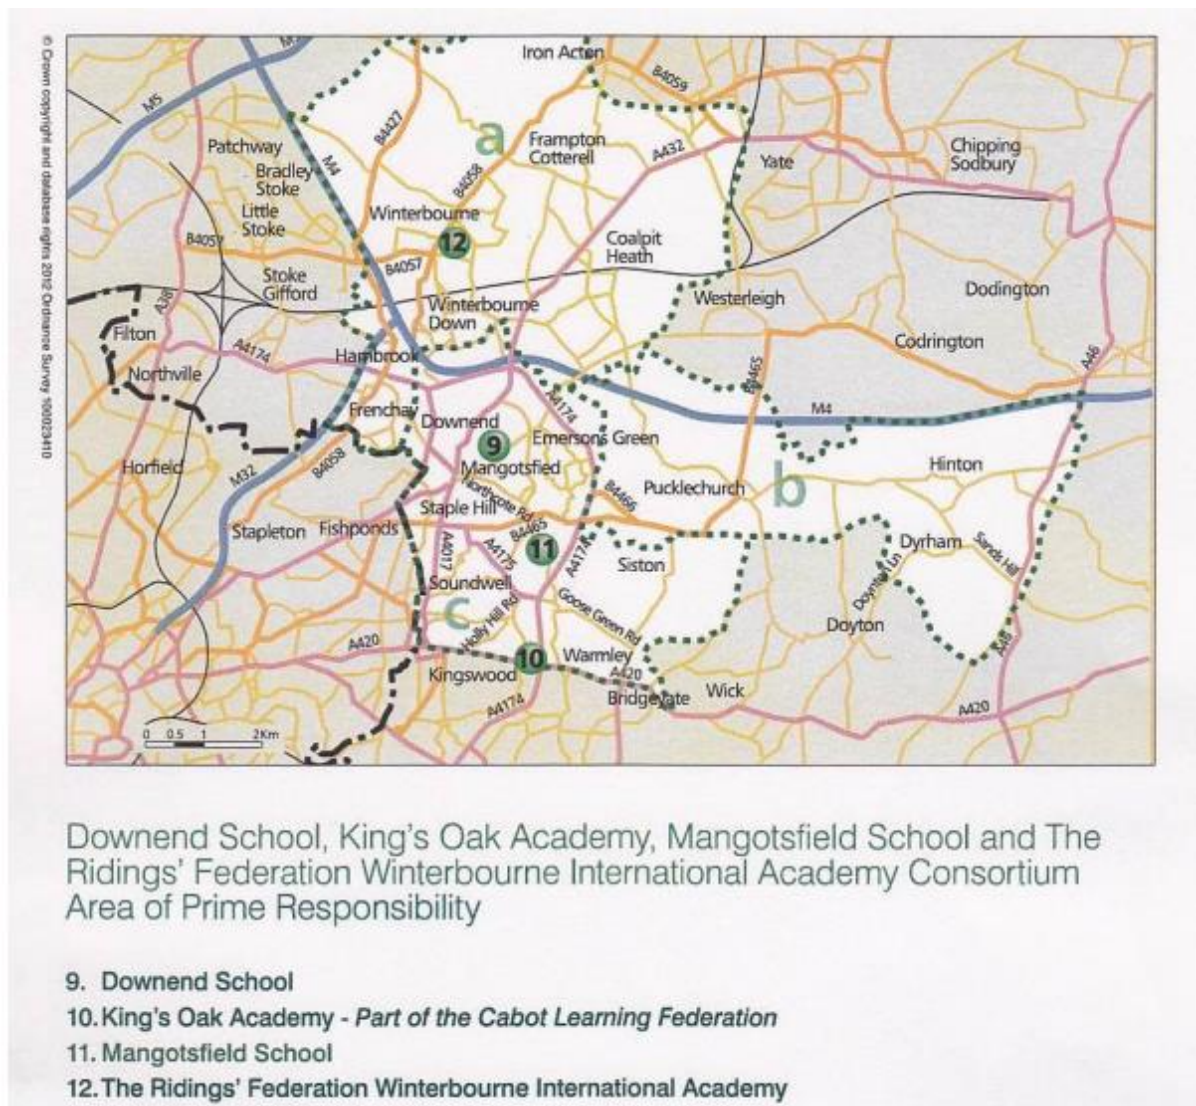 © Crown copyright and database rights 2012 Ordnance Survey 100023410
Iron Acton
M5
B4059
B4427
a
Frampton
Cotterell
Patchway
M4
A432
Chipping
Sodbury
Yate
Bradley
Stoke
B4058
Little
Stoke
Winterbourne
12
B4057
B4057
Coalpit
Heath
Stoke
Gifford
Winterbourne
Down
Westerleigh
Dodington
A38
Filton
A4174
Hambrook
Codrington
A46
Northville
B4465
A4174
M4
Frenchay
Downend
9
Emersons Green
Mangotsfied
Horfield
M32
B4058
Hinton
Pucklechurch
b
Northcote Rd
B4466
Staple Hill
Stapleton
Fishponds
B4465
11
A4017
A4175
A4174
Siston
Dyrham
Sands Hill
Doynton Ln
Soundwell
c
Holly Hill Rd
Goose Green Rd
Doyton
A46
A420
10
Warmley
Kingswood
A420
Bridgeyate
Wick
A4174
A420
0 0.5 1 2Km
Downend School, King's Oak Academy, Mangotsfield School and The
Ridings' Federation Winterbourne International Academy Consortium
Area of Prime Responsibility
9. Downend School
10. King's Oak Academy - Part of the Cabot Learning Federation
11. Mangotsfield School
12. The Ridings' Federation Winterbourne International Academy